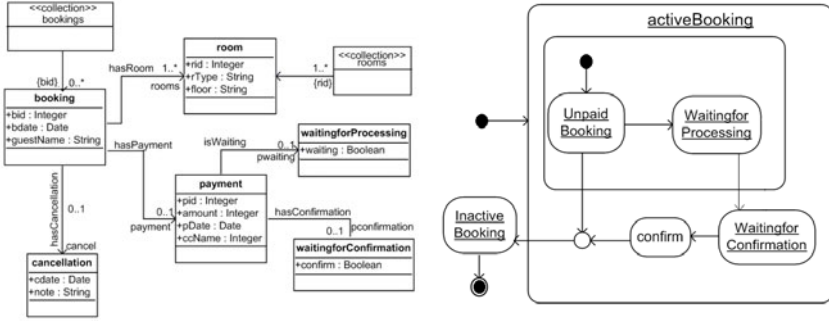 <<collection>>
bookings
{bid}
0..*
booking
+bid : Integer
+bdate : Date
+guestName : String
hasRoom
1..*
rooms
room
+rid : Integer
+rType : String
+floor : String
1..*
{rid}
<<collection>>
rooms
hasPayment
0..1
payment
isWaiting
0..1
pwaiting
waitingforProcessing
+waiting : Boolean
payment
+pid : Integer
+amount : Integer
+pDate : Date
+ccName : Integer
hasConfirmation
0..1
pconfirmation
waitingforConfirmation
+confirm : Boolean
hasCancellation
0..1
cancel
cancellation
+cdate : Date
+note : String
activeBooking
Unpaid
Booking
Waitingfor
Processing
Inactive
Booking
confirm
Waitingfor
Confirmation